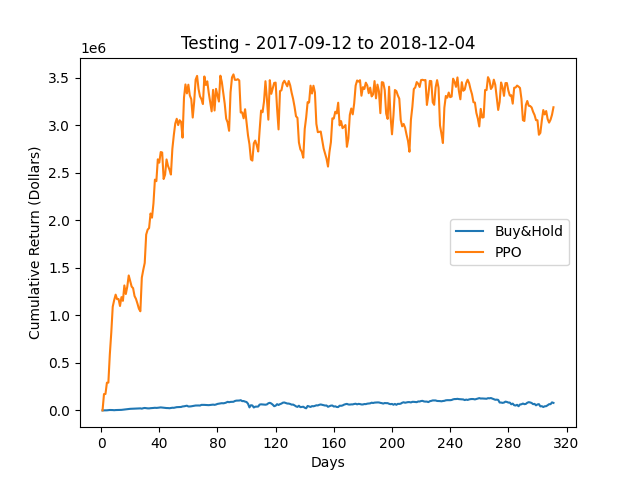 Testing - 2017-09-12 to 2018-12-04
1e6
3.5
3.0
2.5
2.0
1.5
1.0
0.5
0.0
Cumulative Return (Dollars)
Buy&Hold
PPO
0 40 80 120 160 200 240 280 320
Days